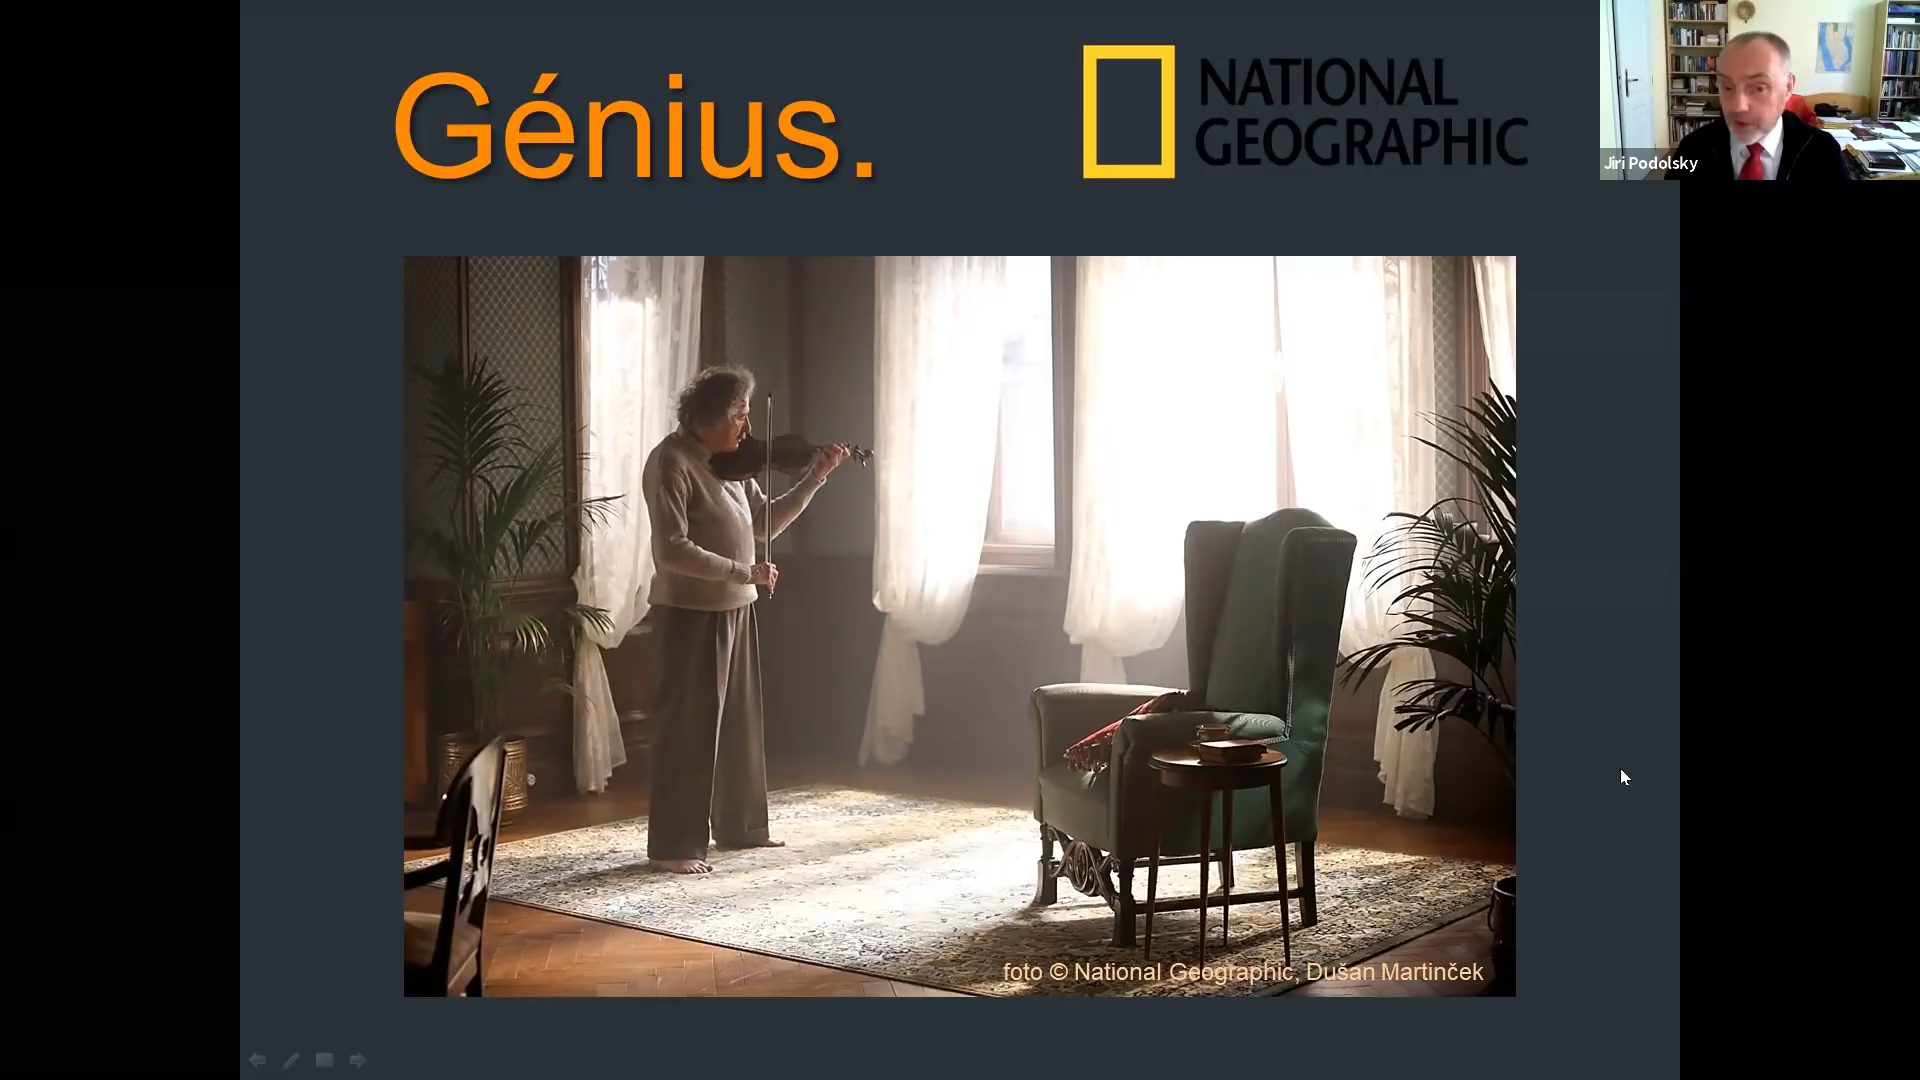 Génius.
NATIONAL
GEOGRAPHIC
Jiri Podolsky
foto © National Geographic, Dušan Martinček